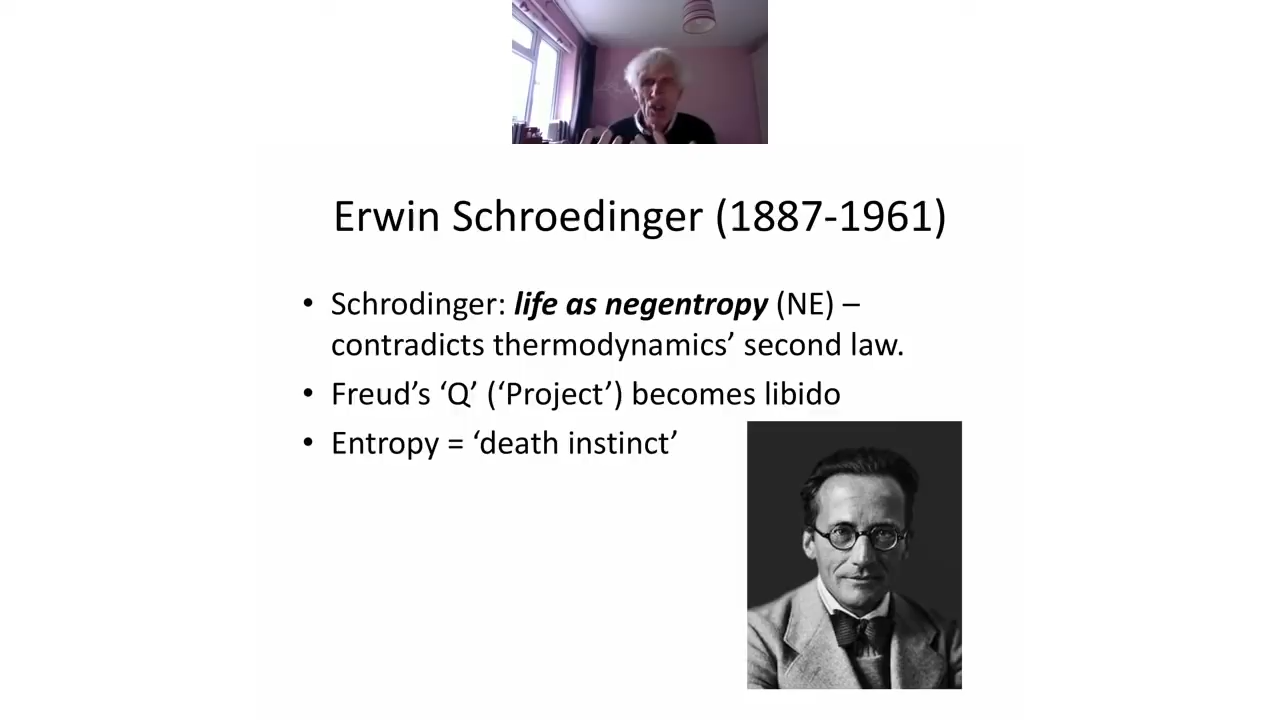 Erwin Schroedinger (1887-1961)
• Schrodinger: life as negentropy (NE) –
contradicts thermodynamics’ second law.
• Freud’s ‘Q’ (‘Project’) becomes libido
• Entropy = ‘death instinct’